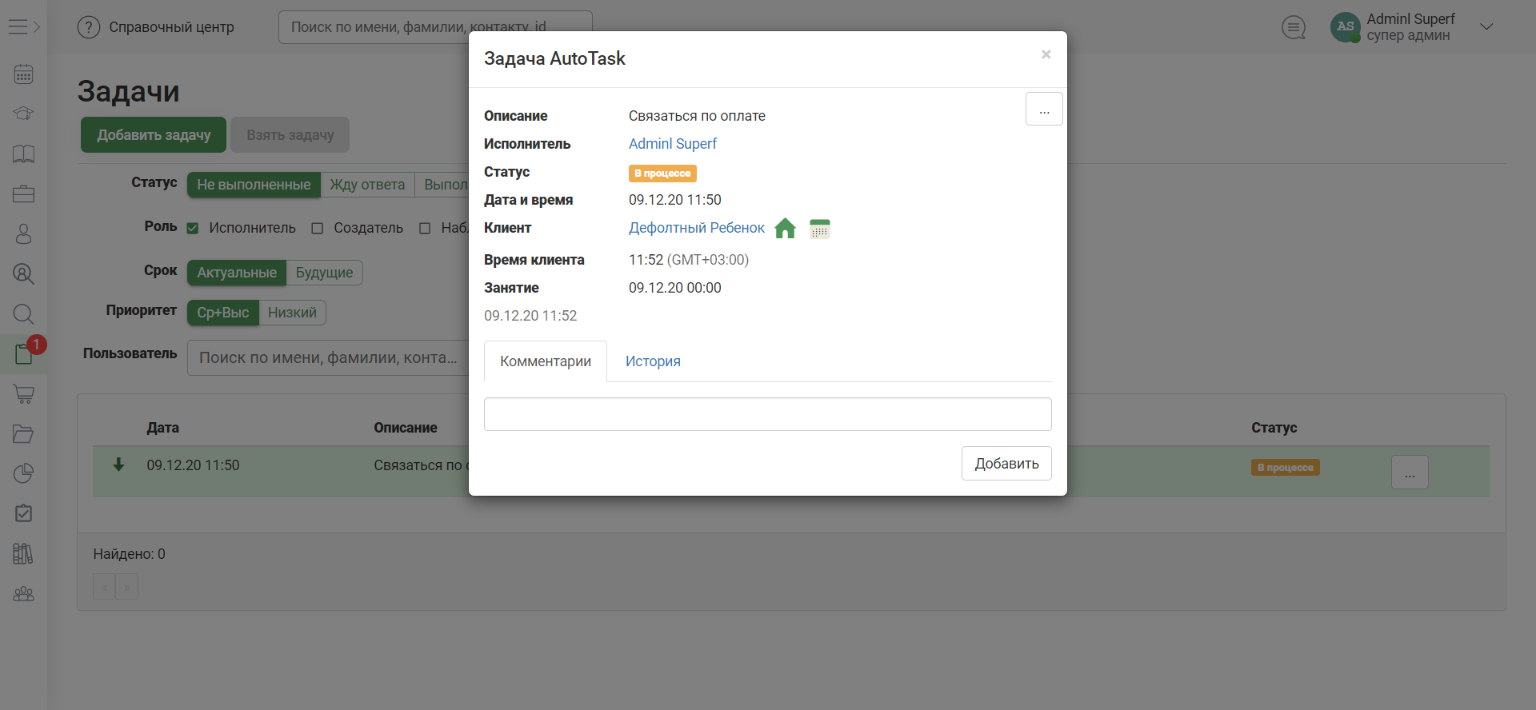 Справочный центр
Поиск по имени, фамилии, контакту, id
AS
Adminl Superf
супер админ
Задачи
Добавить задачу
Взять задачу
Статус
Не выполненные
Жду ответа
Выпол
Роль
Исполнитель
Создатель
Наб
Срок
Актуальные
Будущие
Приоритет
Ср+Выс
Низкий
1
Пользователь
Поиск по имени, фамилии, конта...
Дата
Описание
Статус
09.12.20 11:50
Связаться по
В процессе
...
Найдено: 0
«
»
Задача AutoTask
×
...
Описание Связаться по оплате
Исполнитель Adminl Superf
Статус В процессе
Дата и время 09.12.20 11:50
Клиент Дефолтный Ребенок
Время клиента 11:52 (GMT+03:00)
Занятие 09.12.20 00:00
09.12.20 11:52
Комментарии
История
Добавить